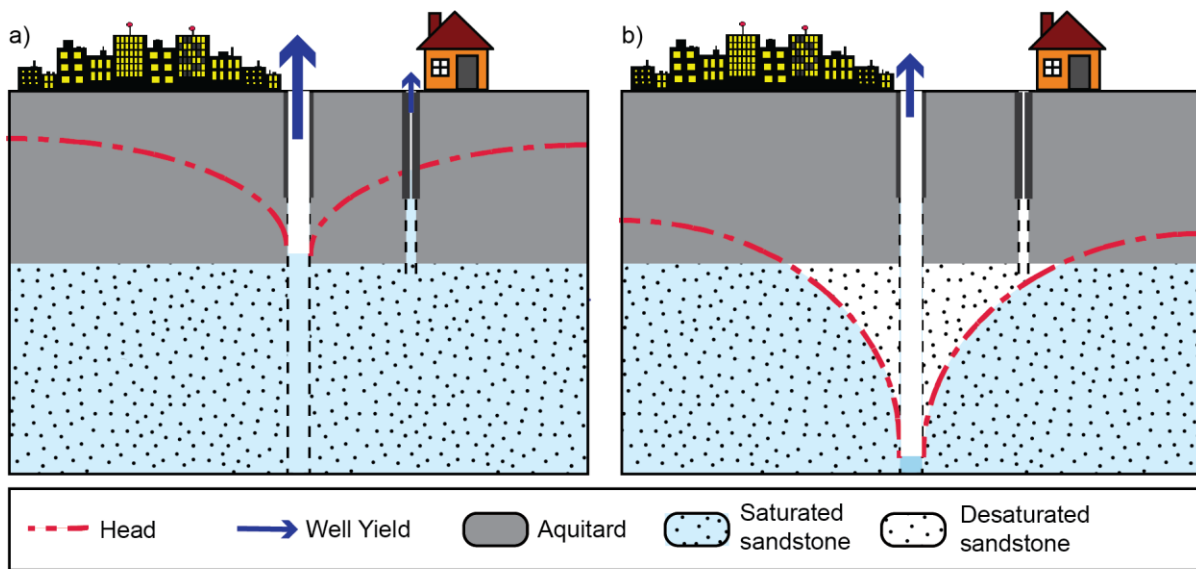 a)
b)
Head
Well Yield
Aquitard
Saturated
sandstone
Desaturated
sandstone